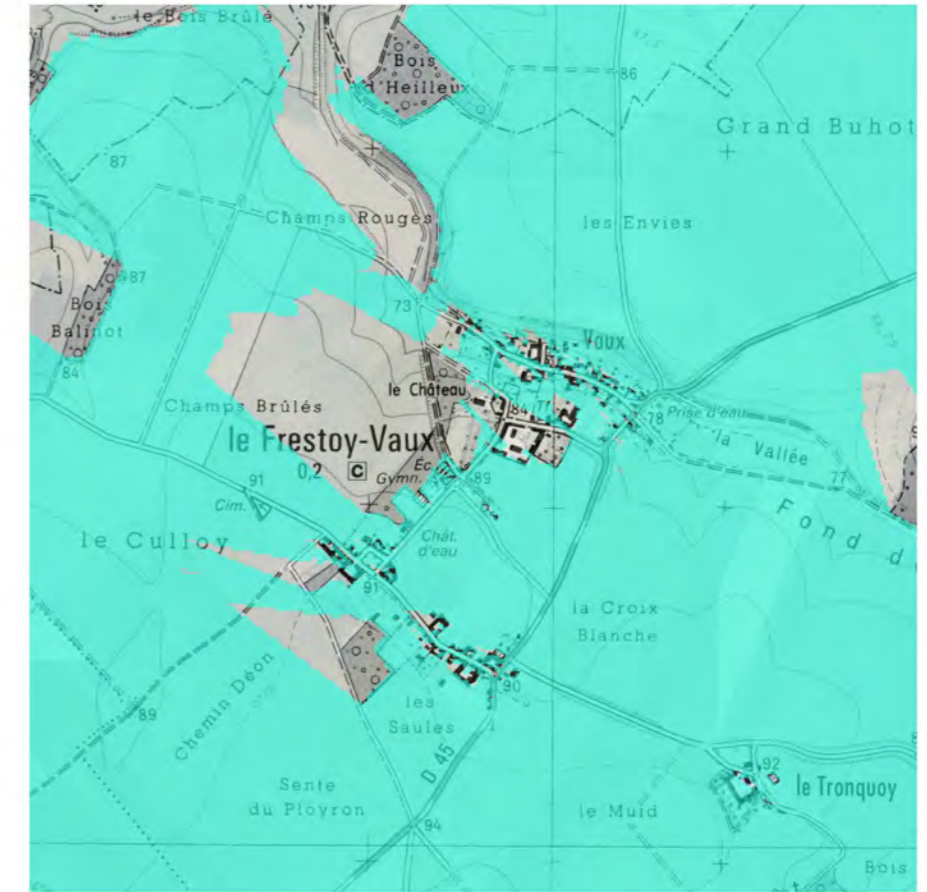 le Bois Brûlé
Bois
d'Heilleux
86
Grand Buhot
87
Champs Rouges
les Envies
87
Bois
Balinot
84
73
Vaux
le Château
84
Champs Brûlés
78
Prise d'eau
la Vallée
le Frestoy-Vaux
0,2
C
Éc.
Gymn.
89
77
91
Cim.
Fond d
le Culloy
Chât.
d'eau
91
la Croix
Blanche
Chemin Déon
90
89
les
Saules
D 45
92
le Tronquoy
Sente
du Ployron
le Muid
94
Bois